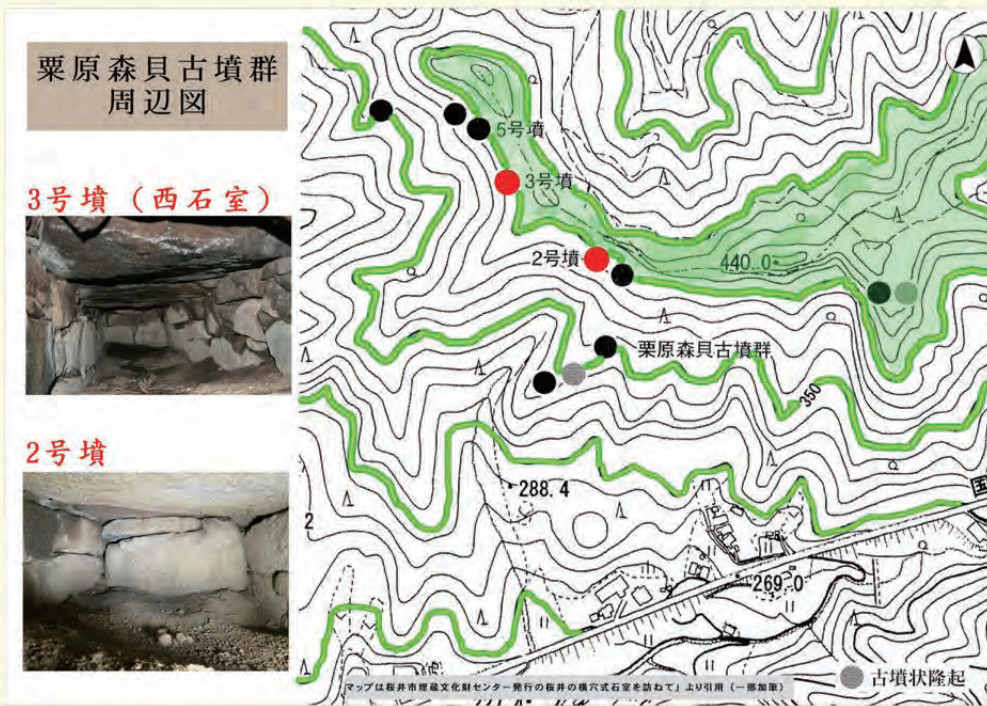 粟原森貝古墳群
周辺図
3号墳（西石室）
2号墳
5号墳
3号墳
2号墳
440.0
粟原森貝古墳群
350
288.4
2
269.0
古墳状隆起
マップは桜井市埋蔵文化財センター発行の桜井の横穴式石室を訪ねて」より引用（一部加筆）